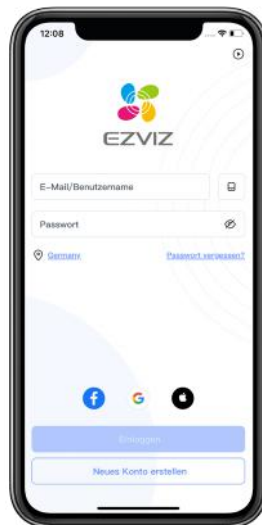 12:08
EZVIZ
E-Mail/Benutzername
Passwort
Germany
Passwort vergessen?
Einloggen
Neues Konto erstellen